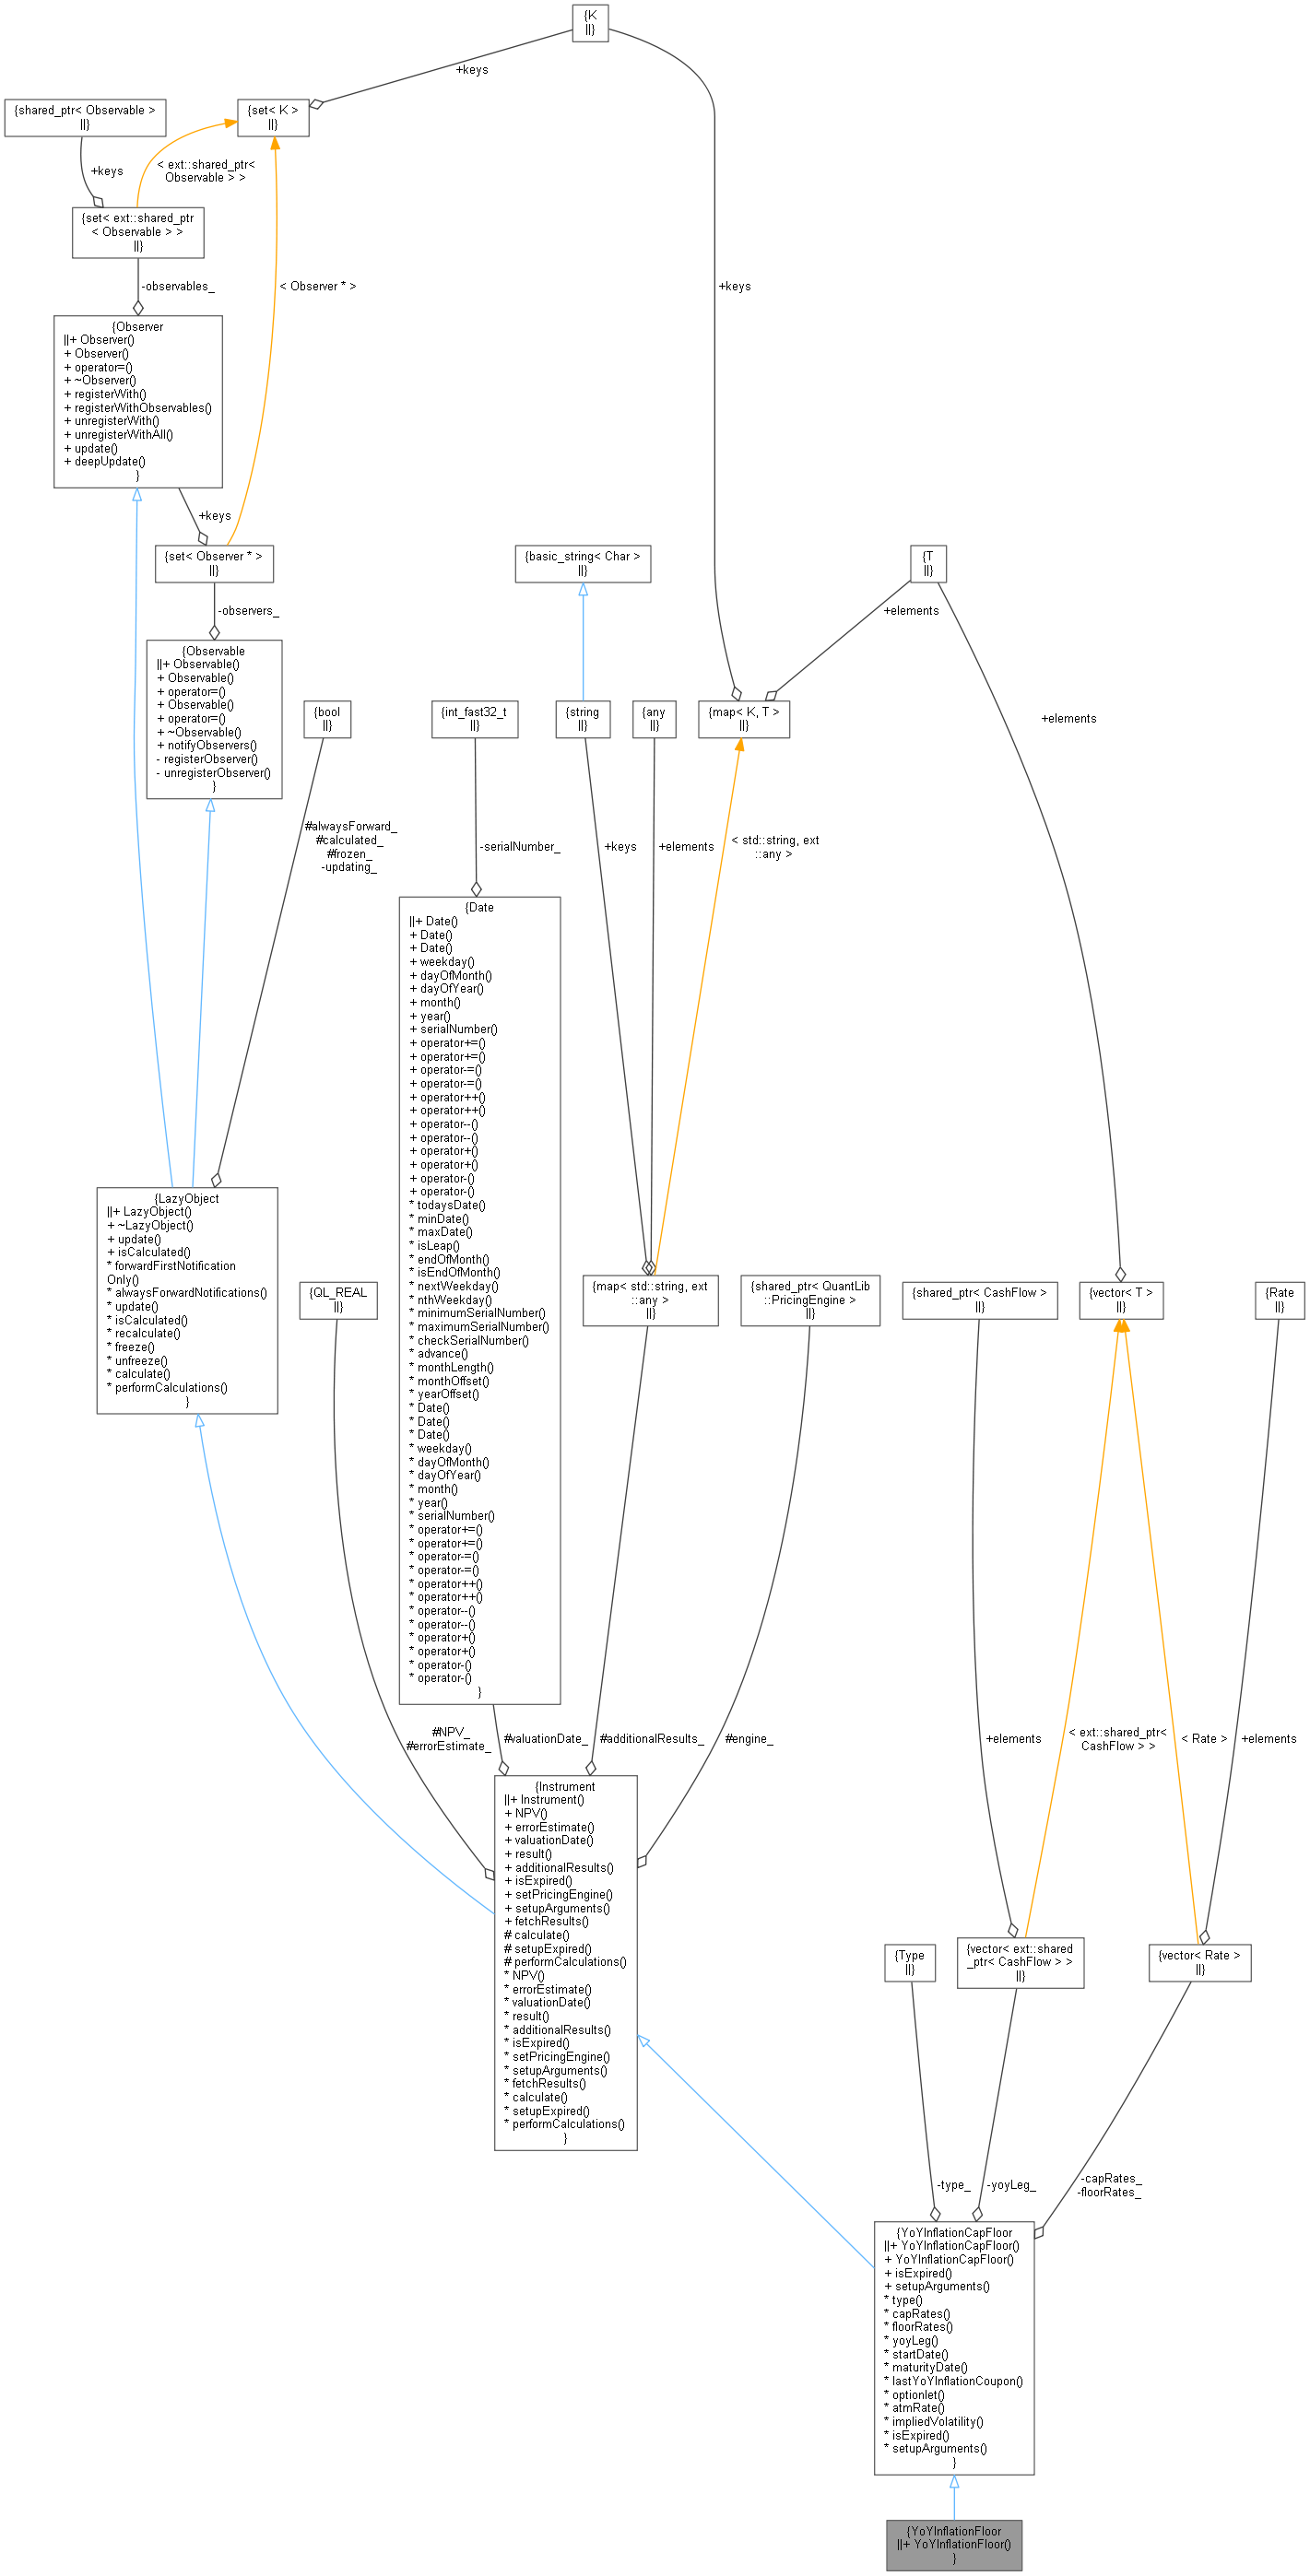 {K
||}
+keys
{shared_ptr< Observable >
||}
{set< K >
||}
+keys
< ext::shared_ptr<
Observable > >
{set< ext::shared_ptr
< Observable > >
||}
-observables_
< Observer * >
+keys
{Observer
||+ Observer()
+ Observer()
+ operator=()
+ ~Observer()
+ registerWith()
+ registerWithObservables()
+ unregisterWith()
+ unregisterWithAll()
+ update()
+ deepUpdate()
}
+keys
{set< Observer * >
||}
{basic_string< Char >
||}
{T
||}
-observers_
+elements
{Observable
||+ Observable()
+ Observable()
+ operator=()
+ Observable()
+ operator=()
+ ~Observable()
+ notifyObservers()
- registerObserver()
- unregisterObserver()
}
{bool
||}
{int_fast32_t
||}
{string
||}
{any
||}
{map< K, T >
||}
+elements
#alwaysForward_
#calculated_
#frozen_
-updating_
-serialNumber_
+keys
+elements
< std::string, ext
::any >
{Date
||+ Date()
+ Date()
+ Date()
+ weekday()
+ dayOfMonth()
+ dayOfYear()
+ month()
+ year()
+ serialNumber()
+ operator+=()
+ operator+=()
+ operator-=()
+ operator-=()
+ operator++()
+ operator++()
+ operator--()
+ operator--()
+ operator+()
+ operator+()
+ operator-()
+ operator-()
* todaysDate()
* minDate()
* maxDate()
* isLeap()
* endOfMonth()
* isEndOfMonth()
* nextWeekday()
* nthWeekday()
* minimumSerialNumber()
* maximumSerialNumber()
* checkSerialNumber()
* advance()
* monthLength()
* monthOffset()
* yearOffset()
* Date()
* Date()
* Date()
* weekday()
* dayOfMonth()
* dayOfYear()
* month()
* year()
* serialNumber()
* operator+=()
* operator+=()
* operator-=()
* operator-=()
* operator++()
* operator++()
* operator--()
* operator--()
* operator+()
* operator+()
* operator-()
* operator-()
}
{LazyObject
||+ LazyObject()
+ ~LazyObject()
+ update()
+ isCalculated()
* forwardFirstNotification
Only()
* alwaysForwardNotifications()
* update()
* isCalculated()
* recalculate()
* freeze()
* unfreeze()
* calculate()
* performCalculations()
}
{QL_REAL
||}
{map< std::string, ext
::any >
||}
{shared_ptr< QuantLib
::PricingEngine >
||}
{shared_ptr< CashFlow >
||}
{vector< T >
||}
{Rate
||}
#NPV_
#errorEstimate_
#valuationDate_
#additionalResults_
#engine_
+elements
< ext::shared_ptr<
CashFlow > >
< Rate >
+elements
{Instrument
||+ Instrument()
+ NPV()
+ errorEstimate()
+ valuationDate()
+ result()
+ additionalResults()
+ isExpired()
+ setPricingEngine()
+ setupArguments()
+ fetchResults()
# calculate()
# setupExpired()
# performCalculations()
* NPV()
* errorEstimate()
* valuationDate()
* result()
* additionalResults()
* isExpired()
* setPricingEngine()
* setupArguments()
* fetchResults()
* calculate()
* setupExpired()
* performCalculations()
}
{Type
||}
{vector< ext::shared
_ptr< CashFlow > >
||}
{vector< Rate >
||}
-type_
-yoyLeg_
-capRates_
-floorRates_
{YoYInflationCapFloor
||+ YoYInflationCapFloor()
+ YoYInflationCapFloor()
+ isExpired()
+ setupArguments()
* type()
* capRates()
* floorRates()
* yoyLeg()
* startDate()
* maturityDate()
* lastYoYInflationCoupon()
* optionlet()
* atmRate()
* impliedVolatility()
* isExpired()
* setupArguments()
}
{YoYInflationFloor
||+ YoYInflationFloor()
}